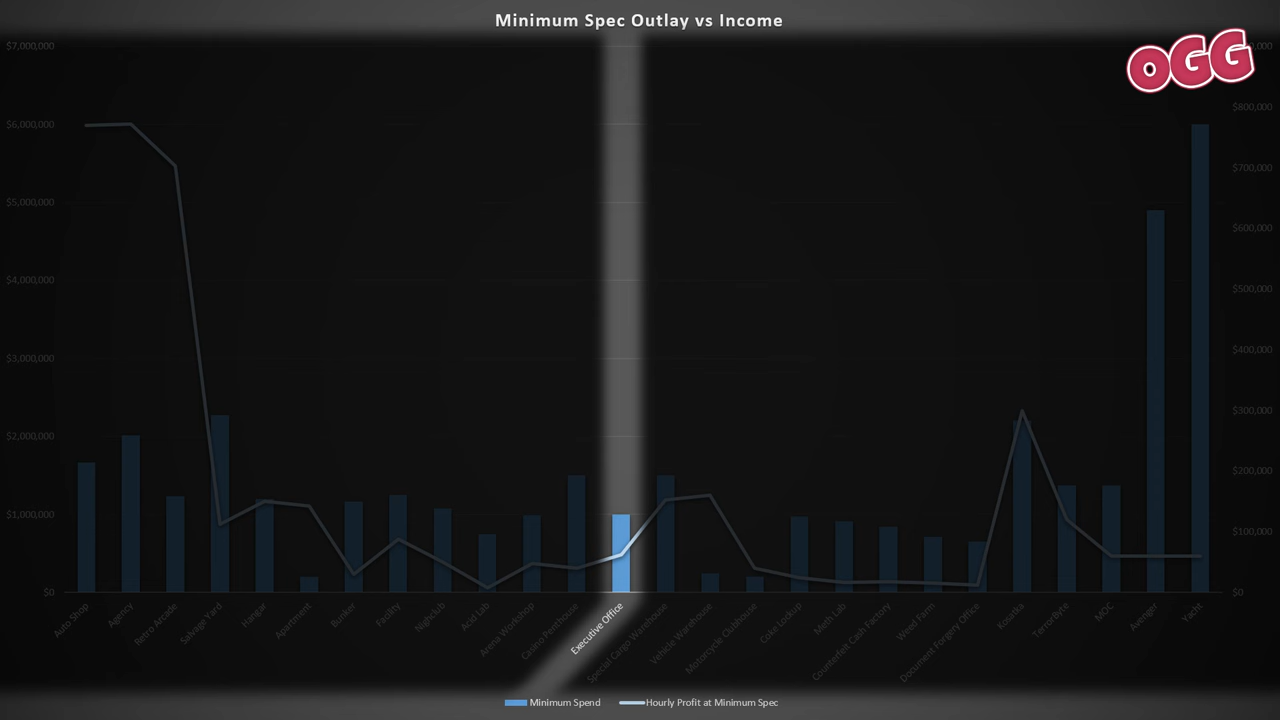 Minimum Spec Outlay vs Income
OGG
$7,000,000
$6,000,000
$5,000,000
$4,000,000
$3,000,000
$2,000,000
$1,000,000
$0
$800,000
$700,000
$600,000
$500,000
$400,000
$300,000
$200,000
$100,000
$0
Auto Shop
Agency
Retro Arcade
Salvage Yard
Hangar
Apartment
Bunker
Facility
Nightclub
Acid Lab
Arena Workshop
Casino Penthouse
Executive Office
Special Cargo Warehouse
Vehicle Warehouse
Motorcycle Clubhouse
Coke Lockup
Meth Lab
Counterfeit Cash Factory
Weed Farm
Document Forgery Office
Kosatka
TerrorByte
MOC
Avenger
Yacht
Minimum Spend
Hourly Profit at Minimum Spec